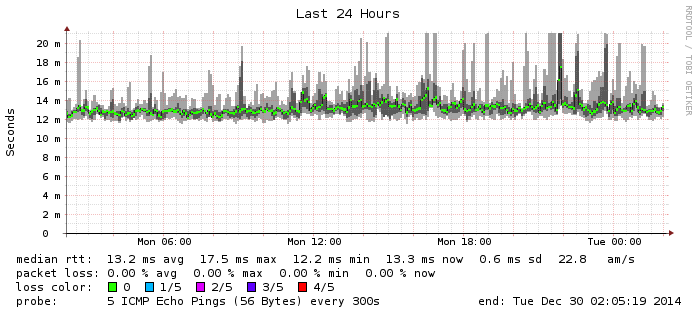 Last 24 Hours
RRDTOOL / TOBI OETIKER
Seconds
20 m
18 m
16 m
14 m
12 m
10 m
8 m
6 m
4 m
2 m
0
Mon 06:00 Mon 12:00 Mon 18:00 Tue 00:00
median rtt: 13.2 ms avg 17.5 ms max 12.2 ms min 13.3 ms now 0.6 ms sd 22.8 am/s
packet loss: 0.00 % avg 0.00 % max 0.00 % min 0.00 % now
loss color: 0 1/5 2/5 3/5 4/5
probe: 5 ICMP Echo Pings (56 Bytes) every 300s end: Tue Dec 30 02:05:19 2014